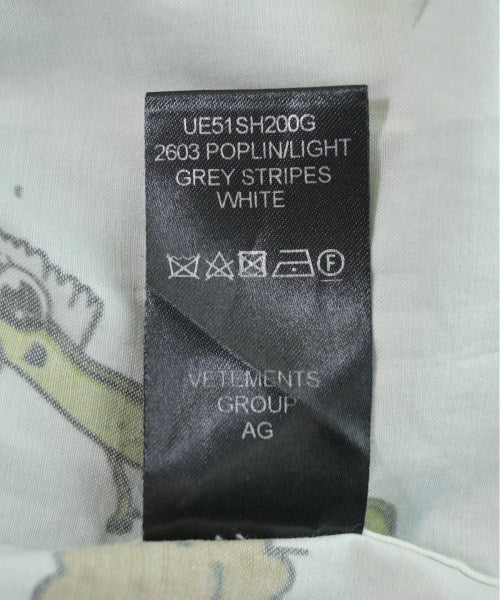 UE51SH200G
2603 POPLIN/LIGHT
GREY STRIPES
WHITE
F
VETEMENTS
GROUP
AG